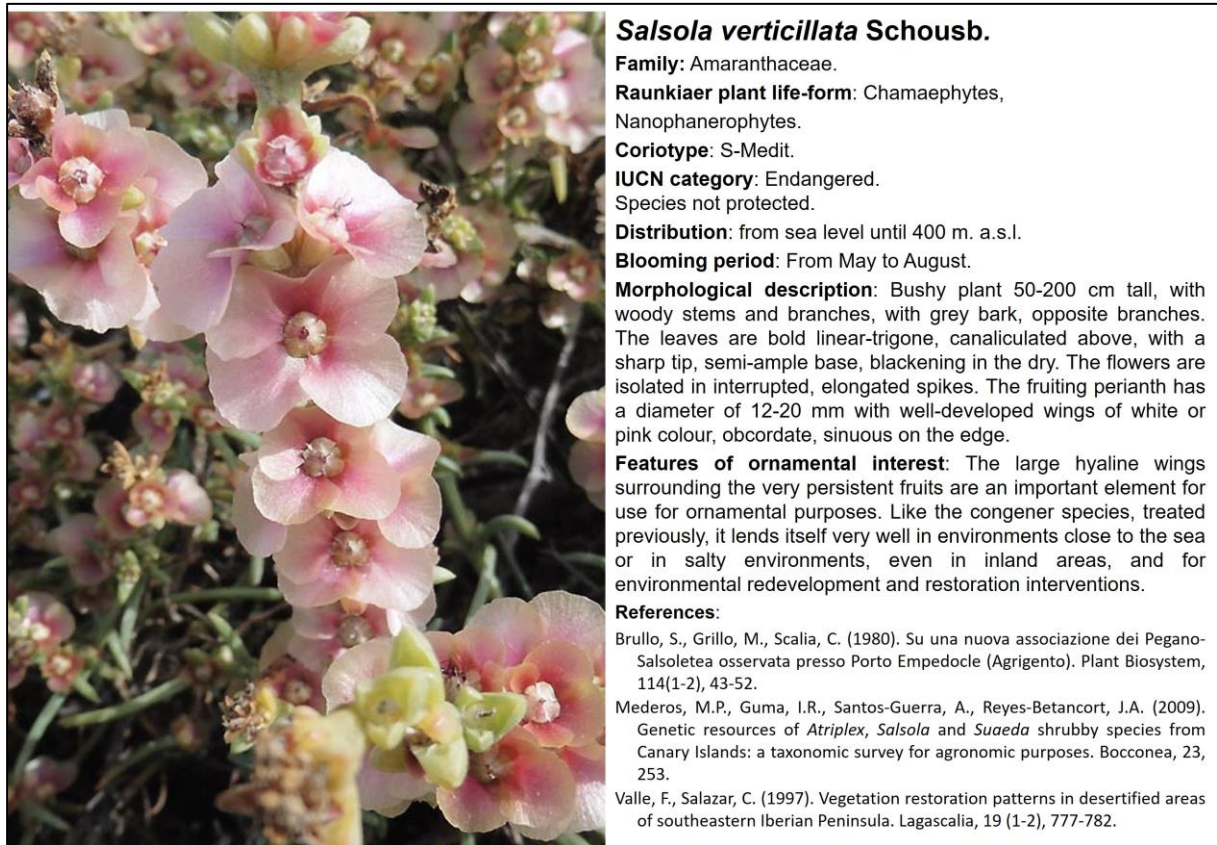 Salsola verticillata Schousb.
Family: Amaranthaceae.
Raunkiaer plant life-form: Chamaephytes,
Nanophanerophytes.
Coriotype: S-Medit.
IUCN category: Endangered.
Species not protected.
Distribution: from sea level until 400 m. a.s.l.
Blooming period: From May to August.
Morphological description: Bushy plant 50-200 cm tall, with
woody stems and branches, with grey bark, opposite branches.
The leaves are bold linear-trigone, canaliculated above, with a
sharp tip, semi-ample base, blackening in the dry. The flowers are
isolated in interrupted, elongated spikes. The fruiting perianth has
a diameter of 12-20 mm with well-developed wings of white or
pink colour, obcordate, sinuous on the edge.
Features of ornamental interest: The large hyaline wings
surrounding the very persistent fruits are an important element for
use for ornamental purposes. Like the congener species, treated
previously, it lends itself very well in environments close to the sea
or in salty environments, even in inland areas, and for
environmental redevelopment and restoration interventions.
References:
Brullo, S., Grillo, M., Scalia, C. (1980). Su una nuova associazione dei Pegano-
Salsoletea osservata presso Porto Empedocle (Agrigento). Plant Biosystem,
114(1-2), 43-52.
Mederos, M.P., Guma, I.R., Santos-Guerra, A., Reyes-Betancort, J.A. (2009).
Genetic resources of Atriplex, Salsola and Suaeda shrubby species from
Canary Islands: a taxonomic survey for agronomic purposes. Bocconea, 23,
253.
Valle, F., Salazar, C. (1997). Vegetation restoration patterns in desertified areas
of southeastern Iberian Peninsula. Lagascalia, 19 (1-2), 777-782.